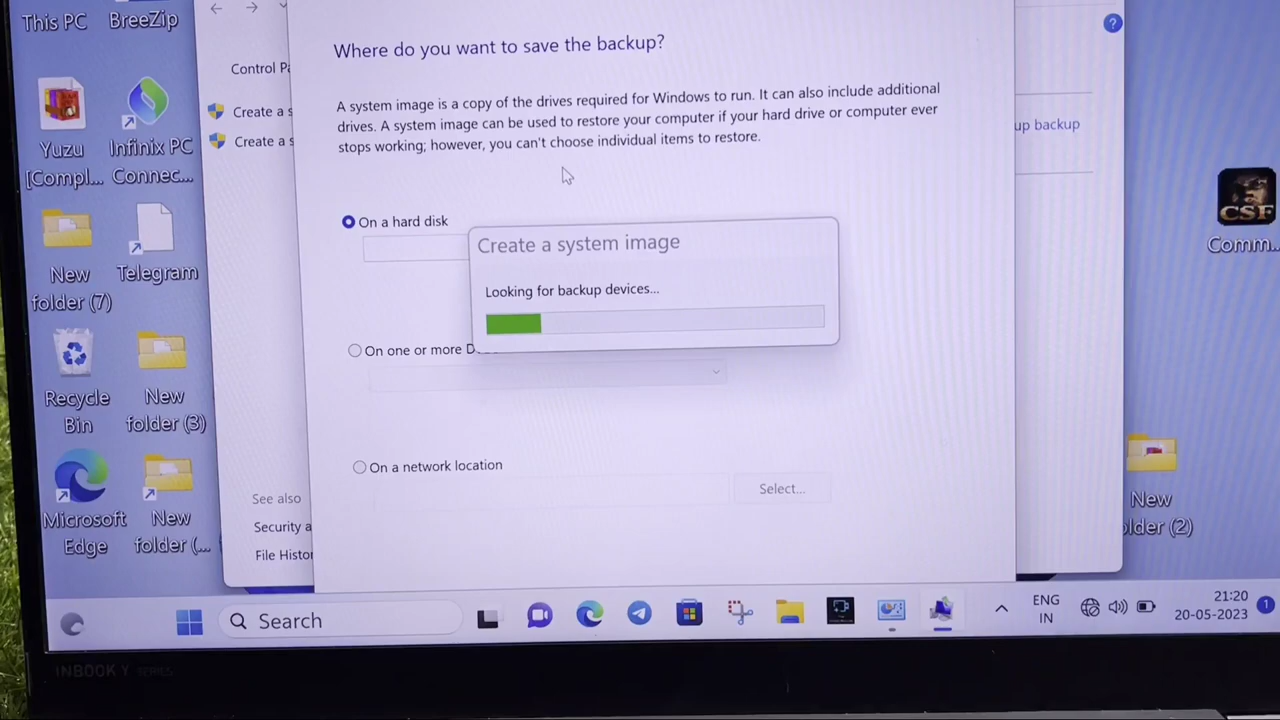 This PC
BreeZip
Yuzu
[Compl...
Infinix PC
Connec...
New
folder (7)
Telegram
Recycle
Bin
New
folder (3)
Microsoft
Edge
New
folder (...
Control Pa
Create a s
Create a s
See also
Security a
File Histor
Where do you want to save the backup?
A system image is a copy of the drives required for Windows to run. It can also include additional
drives. A system image can be used to restore your computer if your hard drive or computer ever
stops working; however, you can't choose individual items to restore.
On a hard disk
Create a system image
Looking for backup devices...
On one or more D
On a network location
Select...
?
up backup
CSF
Comm...
New
older (2)
Search
ENG
IN
21:20
20-05-2023
1
INBOOK Y SERIES